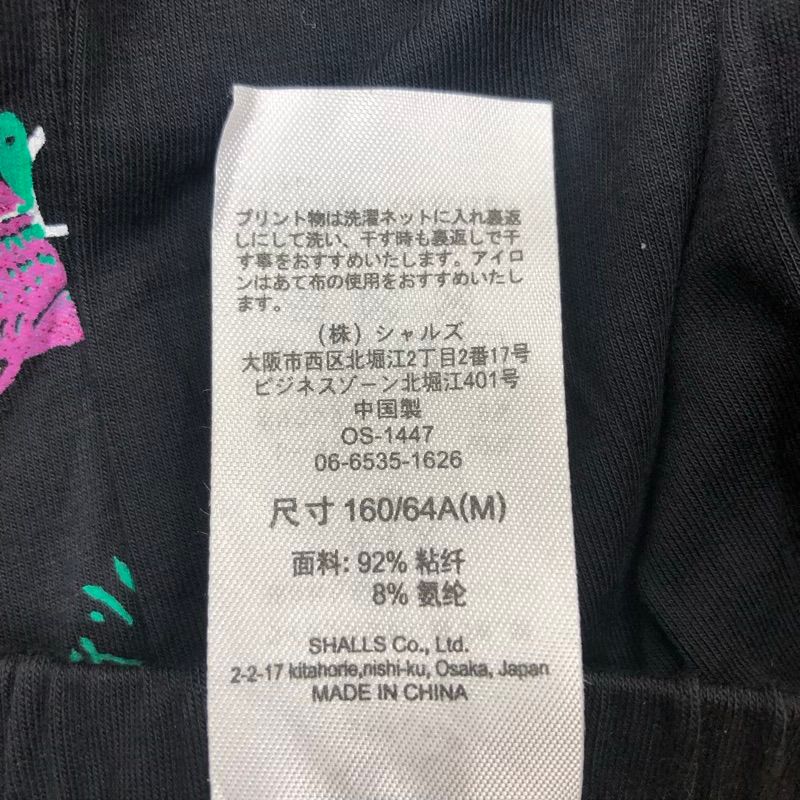 プリント物は洗濯ネットに入れ裏返
しにして洗い、干す時も裏返しで干
す事をおすすめいたします。アイロ
ンはあて布の使用をおすすめいたし
ます。
(株)シャルズ
大阪市西区北堀江2丁目2番17号
ビジネスゾーン北堀江401号
中国製
OS-1447
06-6535-1626
尺寸 160/64A(M)
面料: 92% 粘纤
8% 氨纶
SHALLS Co., Ltd.
2-2-17 kitahorie,nishi-ku, Osaka, Japan
MADE IN CHINA